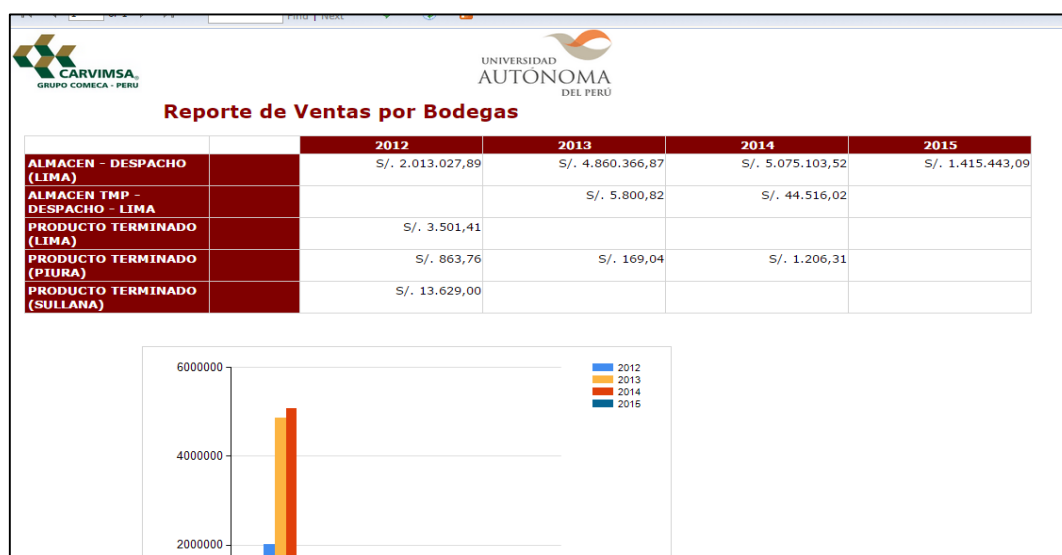 Find | Next
CARVIMSA
GRUPO COMECA - PERU
UNIVERSIDAD
AUTÓNOMA
DEL PERÚ
Reporte de Ventas por Bodegas
2012 2013 2014 2015
ALMACEN - DESPACHO (LIMA) S/. 2.013.027,89 S/. 4.860.366,87 S/. 5.075.103,52 S/. 1.415.443,09
ALMACEN TMP - DESPACHO - LIMA S/. 5.800,82 S/. 44.516,02
PRODUCTO TERMINADO (LIMA) S/. 3.501,41
PRODUCTO TERMINADO (PIURA) S/. 863,76 S/. 169,04 S/. 1.206,31
PRODUCTO TERMINADO (SULLANA) S/. 13.629,00
6000000
4000000
2000000
2012
2013
2014
2015